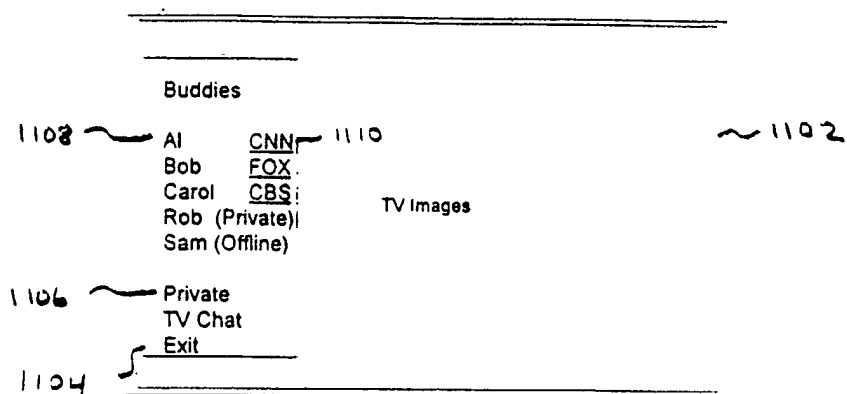 Buddies
1108 Al CNN 1110 1102
Bob FOX
Carol CBS
TV Images
Rob (Private)
Sam (Offline)
1106 Private
TV Chat
Exit
1104